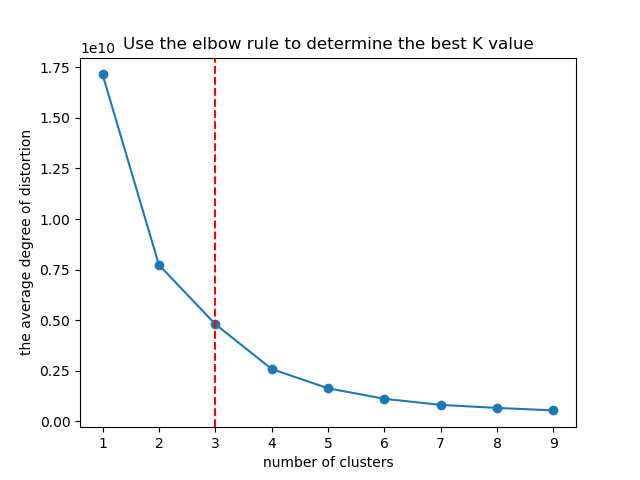 Use the elbow rule to determine the best K value
1e10
1.75
1.50
1.25
1.00
0.75
0.50
0.25
0.00
the average degree of distortion
1 2 3 4 5 6 7 8 9
number of clusters